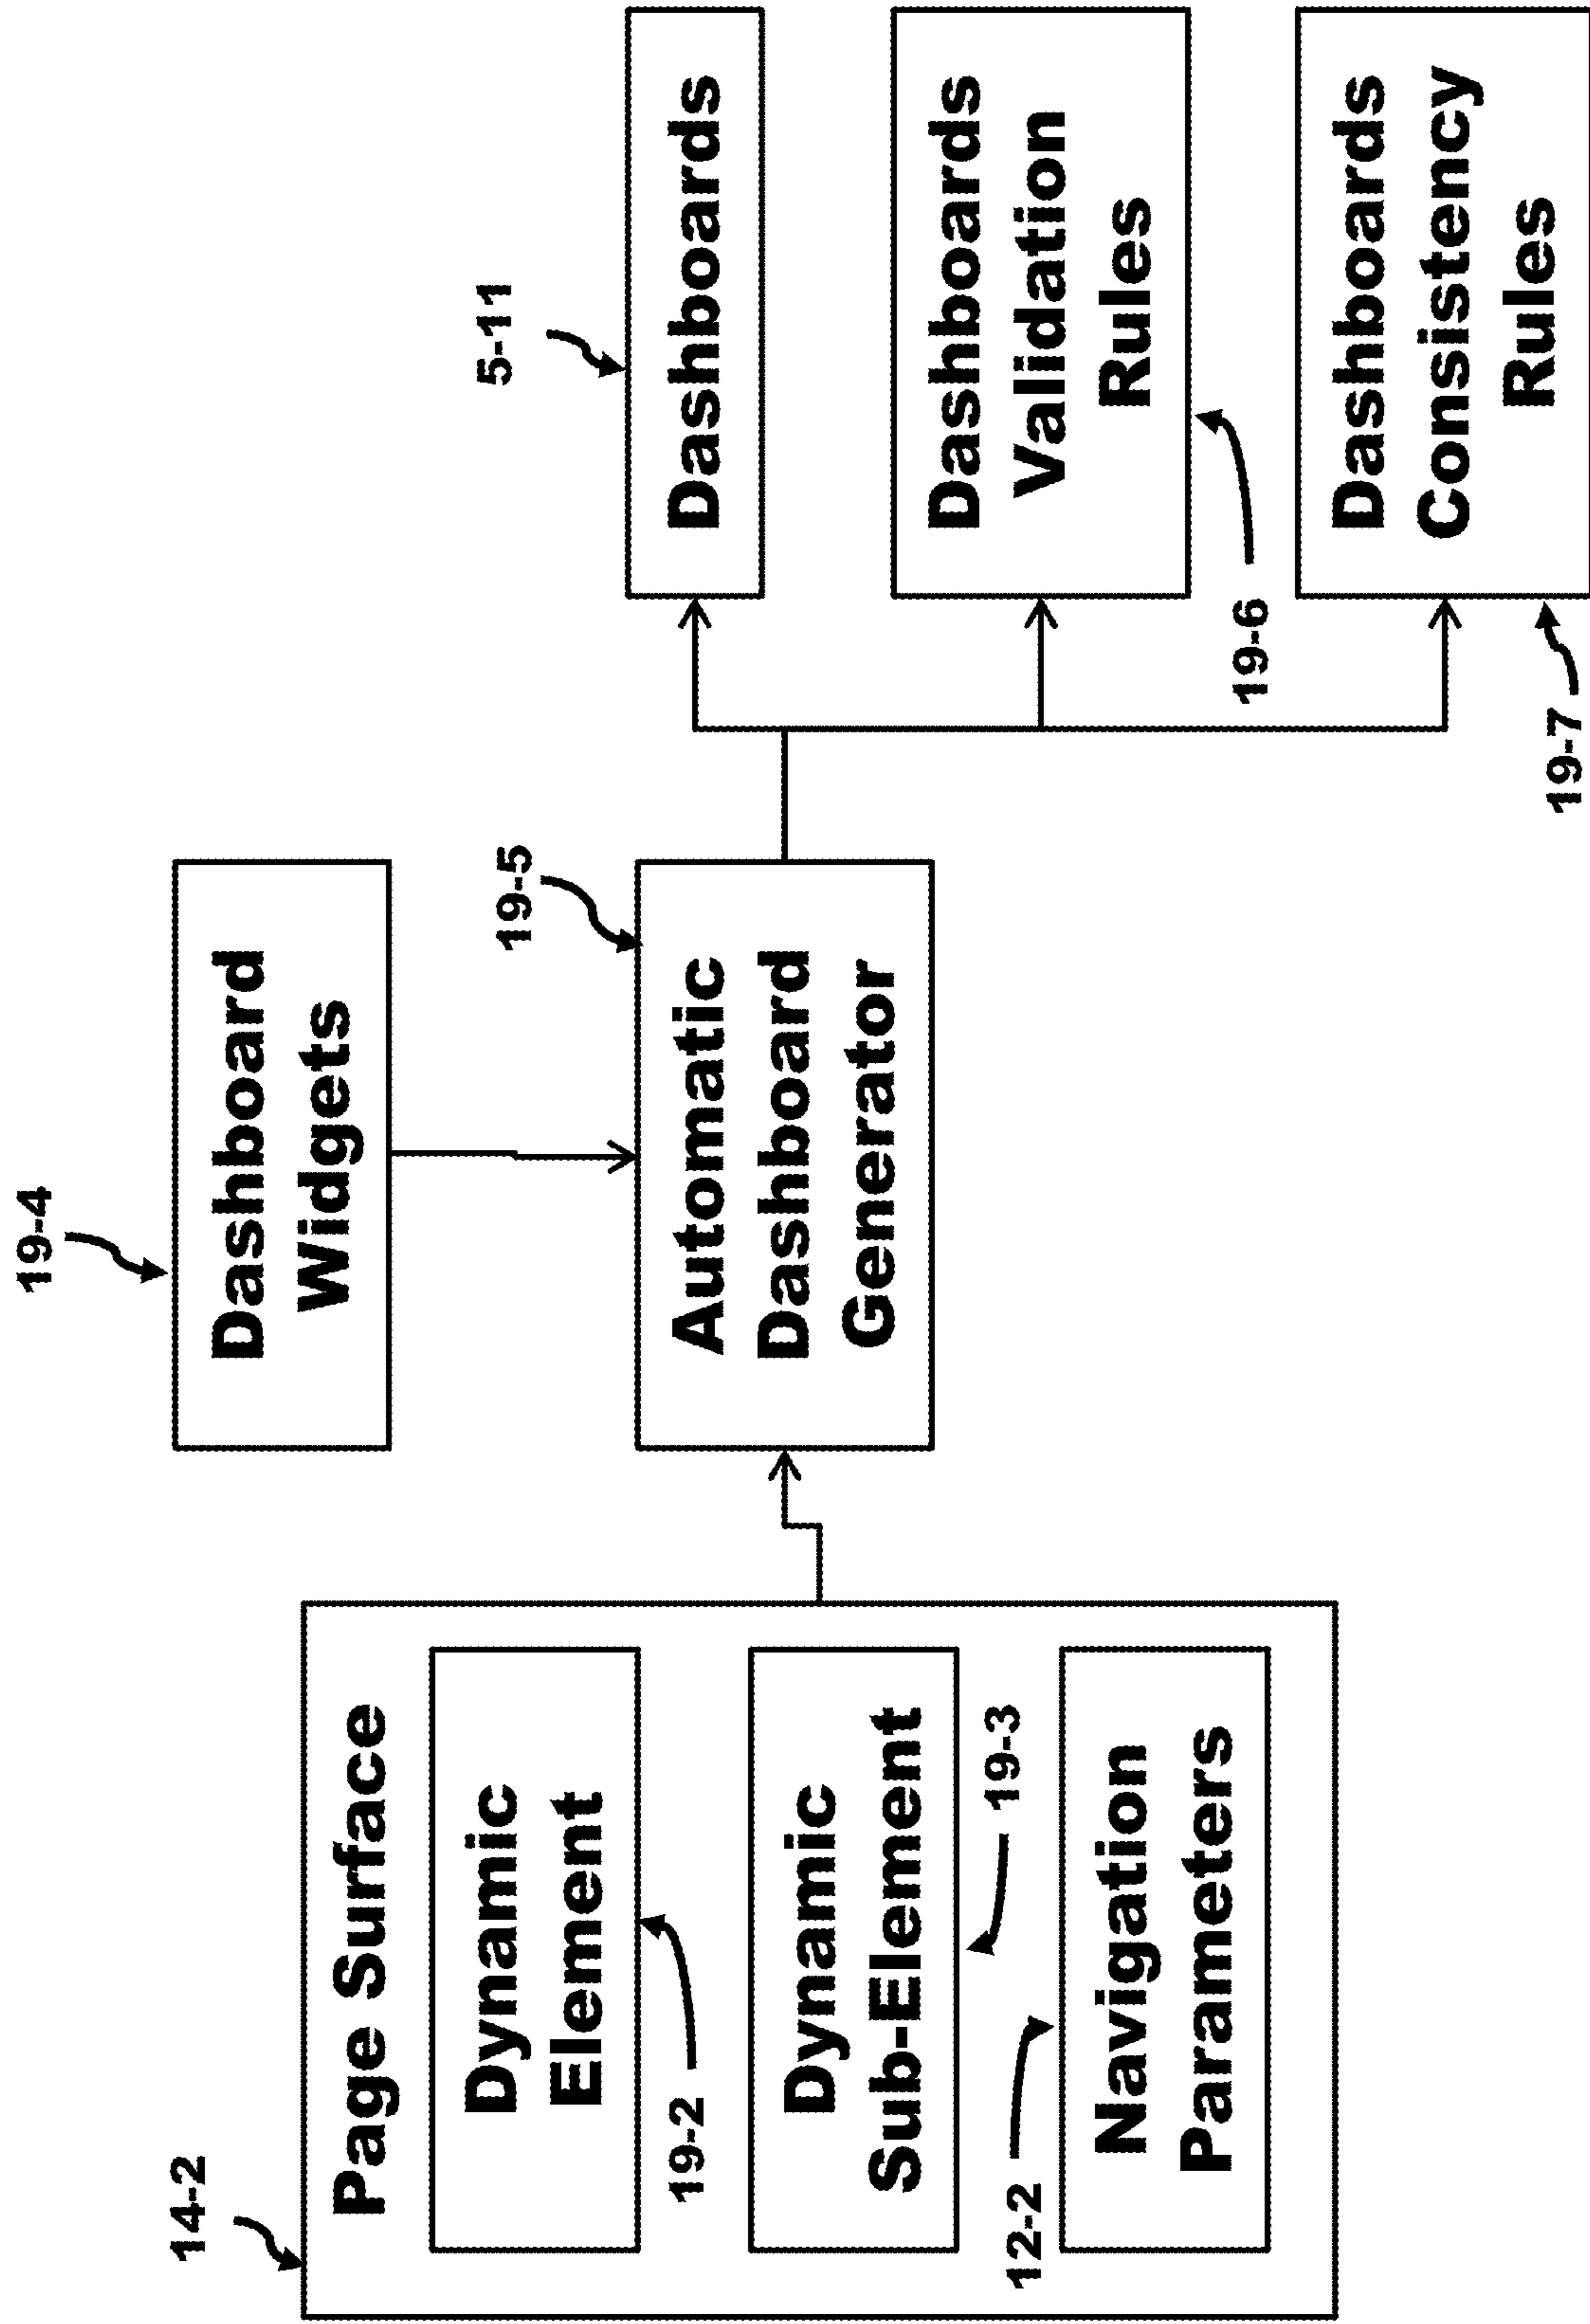 14-2
Page Surface
Dynamic
Element
19-2
Dynamic
Sub-Element
19-3
12-2
Navigation
Parameters
19-4
Dashboard
Widgets
19-5
Automatic
Dashboard
Generator
5-11
Dashboards
Dashboards
Validation
Rules
19-6
Dashboards
Consistency
Rules
19-7